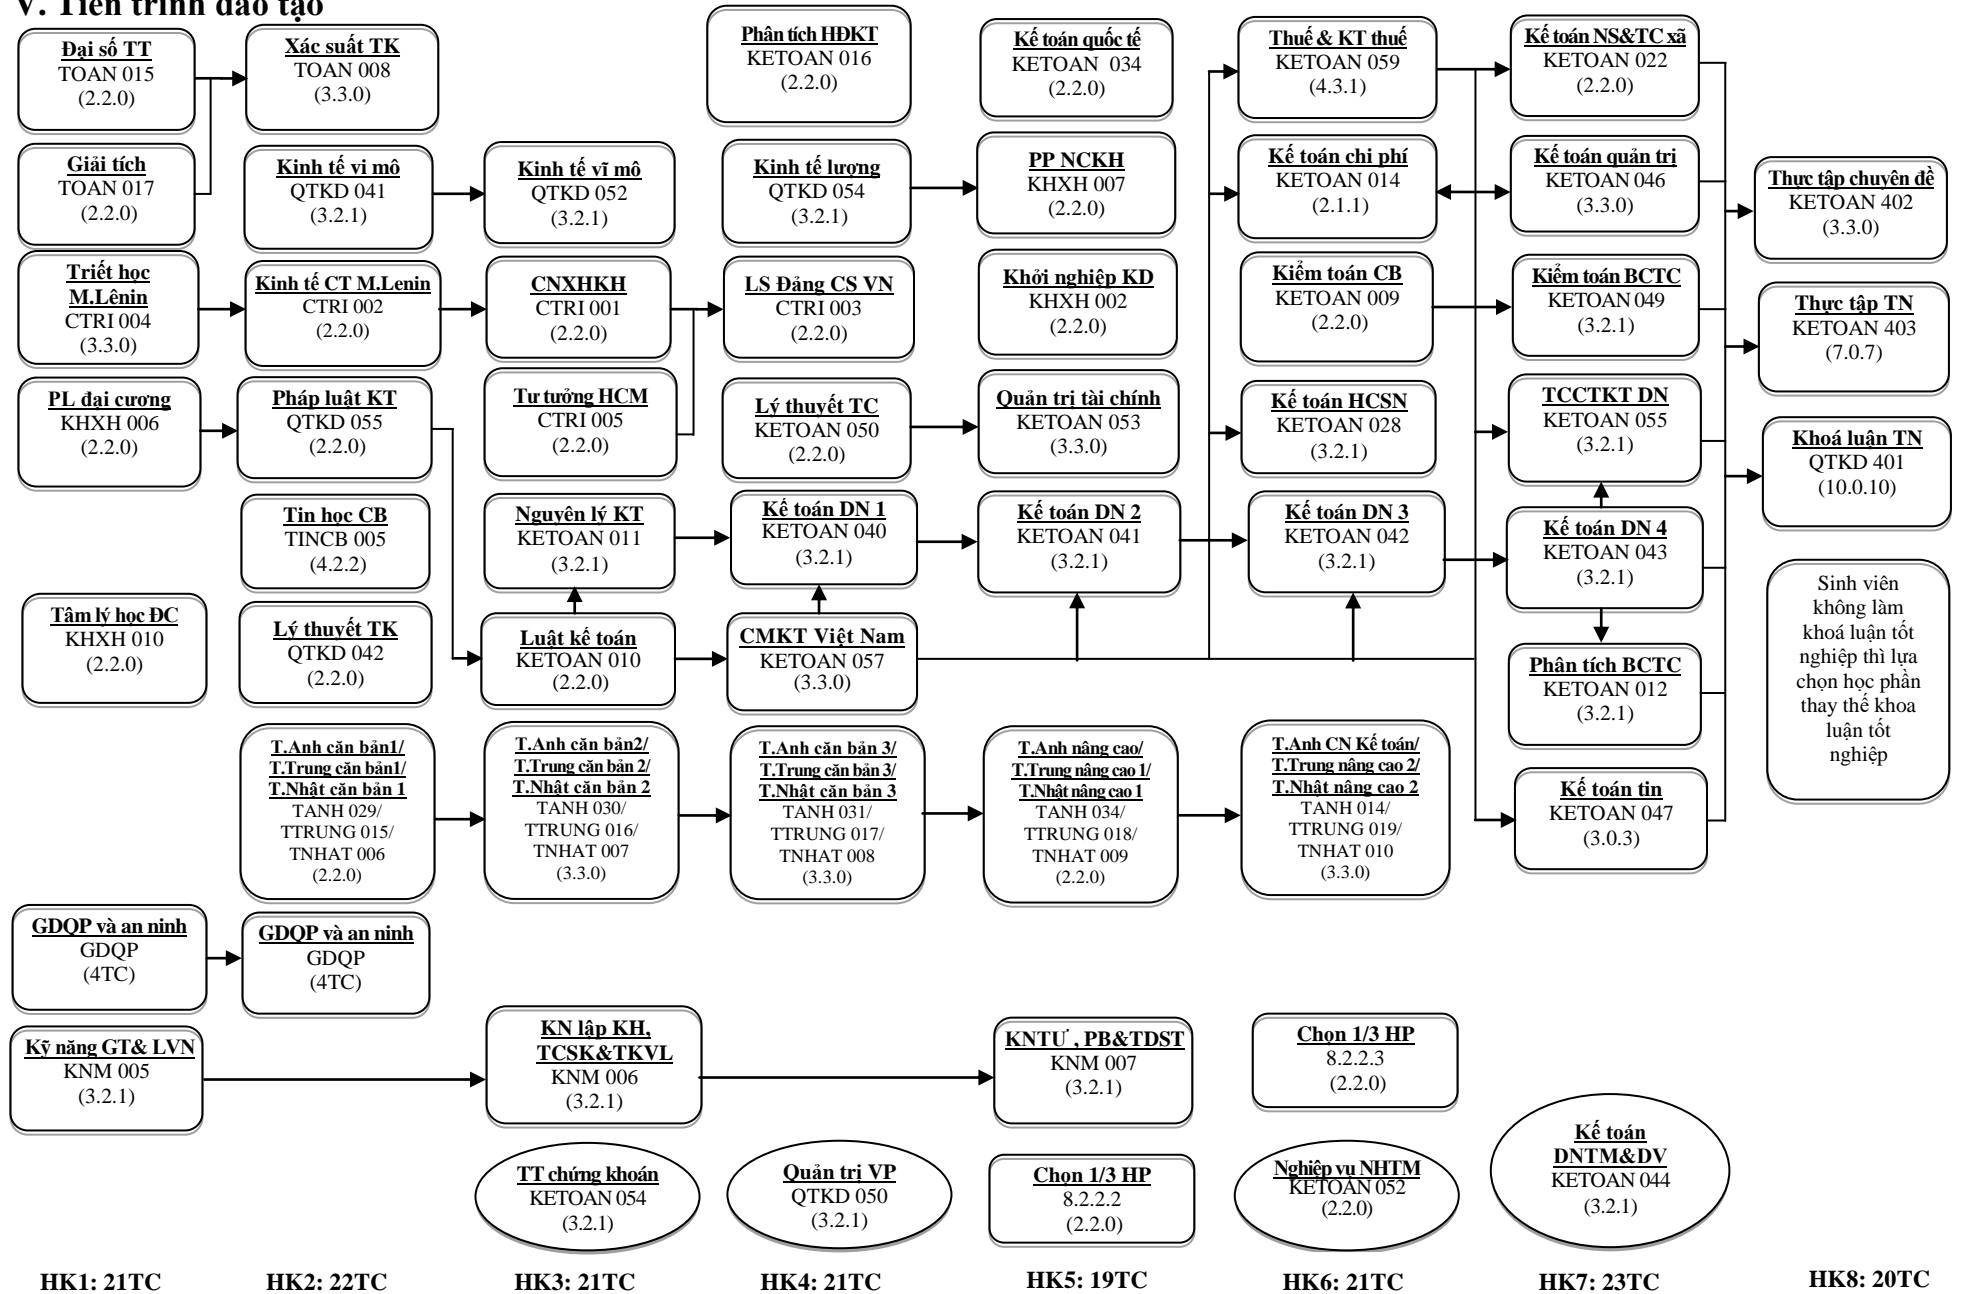 V. Tiến trình đào tạo
Đại số TT
TOAN 015
(2.2.0)
Giải tích
TOAN 017
(2.2.0)
Triết học
M.Lênin
CTRI 004
(3.3.0)
PL đại cương
KHXH 006
(2.2.0)
Tâm lý học ĐC
KHXH 010
(2.2.0)
GDQP và an ninh
GDQP
(4TC)
Kỹ năng GT& LVN
KNM 005
(3.2.1)
HK1: 21TC
Xác suất TK
TOAN 008
(3.3.0)
Kinh tế vi mô
QTKD 041
(3.2.1)
Kinh tế CT M.Lenin
CTRI 002
(2.2.0)
Pháp luật KT
QTKD 055
(2.2.0)
Tin học CB
TINCB 005
(4.2.2)
Lý thuyết TK
QTKD 042
(2.2.0)
T.Anh căn bản1/
T.Trung căn bản1/
T.Nhật căn bản 1
TANH 029/
TTRUNG 015/
TNHAT 006
(2.2.0)
GDQP và an ninh
GDQP
(4TC)
HK2: 22TC
Kinh tế vĩ mô
QTKD 052
(3.2.1)
CNXHKH
CTRI 001
(2.2.0)
Tư tưởng HCM
CTRI 005
(2.2.0)
Nguyên lý KT
KETOAN 011
(3.2.1)
Luật kế toán
KETOAN 010
(2.2.0)
T.Anh căn bản2/
T.Trung căn bản 2/
T.Nhật căn bản 2
TANH 030/
TTRUNG 016/
TNHAT 007
(3.3.0)
KN lập KH,
TCSK&TKVL
KNM 006
(3.2.1)
TT chứng khoán
KETOAN 054
(3.2.1)
HK3: 21TC
Phân tích HĐKT
KETOAN 016
(2.2.0)
Kinh tế lượng
QTKD 054
(3.2.1)
LS Đảng CS VN
CTRI 003
(2.2.0)
Lý thuyết TC
KETOAN 050
(2.2.0)
Kế toán DN 1
KETOAN 040
(3.2.1)
CMKT Việt Nam
KETOAN 057
(3.3.0)
T.Anh căn bản 3/
T.Trung căn bản 3/
T.Nhật căn bản 3
TANH 031/
TTRUNG 017/
TNHAT 008
(3.3.0)
Quản trị VP
QTKD 050
(3.2.1)
HK4: 21TC
Kế toán quốc tế
KETOAN 034
(2.2.0)
PP NCKH
KHXH 007
(2.2.0)
Khởi nghiệp KD
KHXH 002
(2.2.0)
Quản trị tài chính
KETOAN 053
(3.3.0)
Kế toán DN 2
KETOAN 041
(3.2.1)
T.Anh nâng cao/
T.Trung nâng cao 1/
T.Nhật nâng cao 1
TANH 034/
TTRUNG 018/
TNHAT 009
(2.2.0)
KNTƯ , PB&TDST
KNM 007
(3.2.1)
Chọn 1/3 HP
8.2.2.2
(2.2.0)
HK5: 19TC
Thuế & KT thuế
KETOAN 059
(4.3.1)
Kế toán chi phí
KETOAN 014
(2.1.1)
Kiểm toán CB
KETOAN 009
(2.2.0)
Kế toán HCSN
KETOAN 028
(3.2.1)
Kế toán DN 3
KETOAN 042
(3.2.1)
T.Anh CN Kế toán/
T.Trung nâng cao 2/
T.Nhật nâng cao 2
TANH 014/
TTRUNG 019/
TNHAT 010
(3.3.0)
Chọn 1/3 HP
8.2.2.3
(2.2.0)
Nghiệp vụ NHTM
KETOAN 052
(2.2.0)
HK6: 21TC
Kế toán NS&TC xã
KETOAN 022
(2.2.0)
Kế toán quản trị
KETOAN 046
(3.3.0)
Kiểm toán BCTC
KETOAN 049
(3.2.1)
TCCTKT DN
KETOAN 055
(3.2.1)
Kế toán DN 4
KETOAN 043
(3.2.1)
Phân tích BCTC
KETOAN 012
(3.2.1)
Kế toán tin
KETOAN 047
(3.0.3)
Kế toán
DNTM&DV
KETOAN 044
(3.2.1)
HK7: 23TC
Thực tập chuyên đề
KETOAN 402
(3.3.0)
Thực tập TN
KETOAN 403
(7.0.7)
Khoá luận TN
QTKD 401
(10.0.10)
Sinh viên
không làm
khoá luận tốt
nghiệp thì lựa
chọn học phần
thay thế khoa
luận tốt
nghiệp
HK8: 20TC